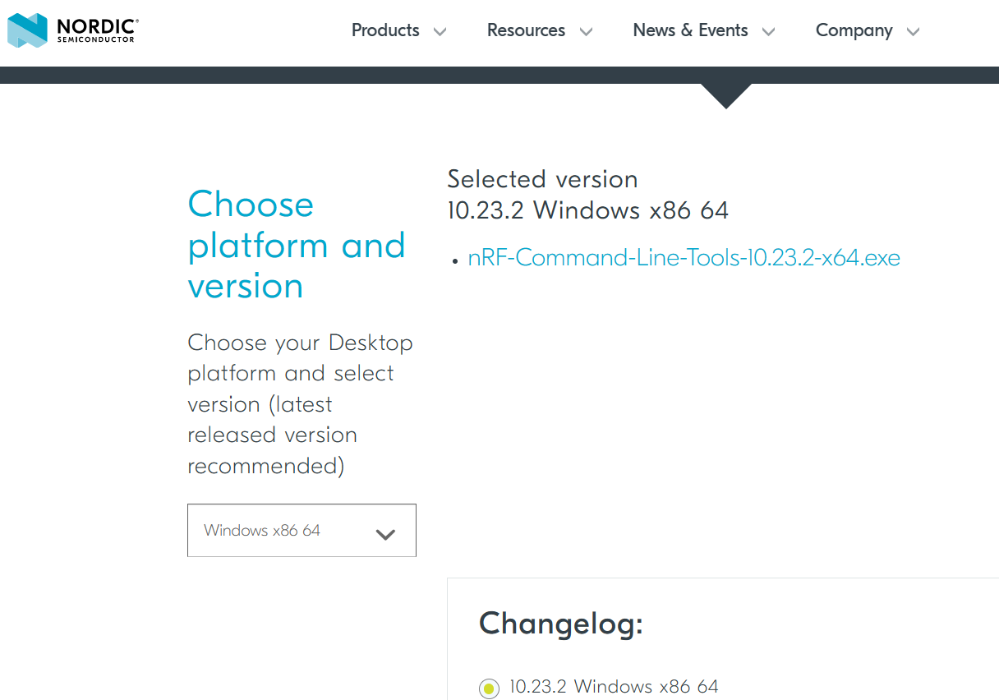 NORDIC®
SEMICONDUCTOR
Products
Resources
News & Events
Company
Choose
platform and
version
Choose your Desktop
platform and select
version (latest
released version
recommended)
Windows x86 64
Selected version
10.23.2 Windows x86 64
• nRF-Command-Line-Tools-10.23.2-x64.exe
Changelog:
10.23.2 Windows x86 64